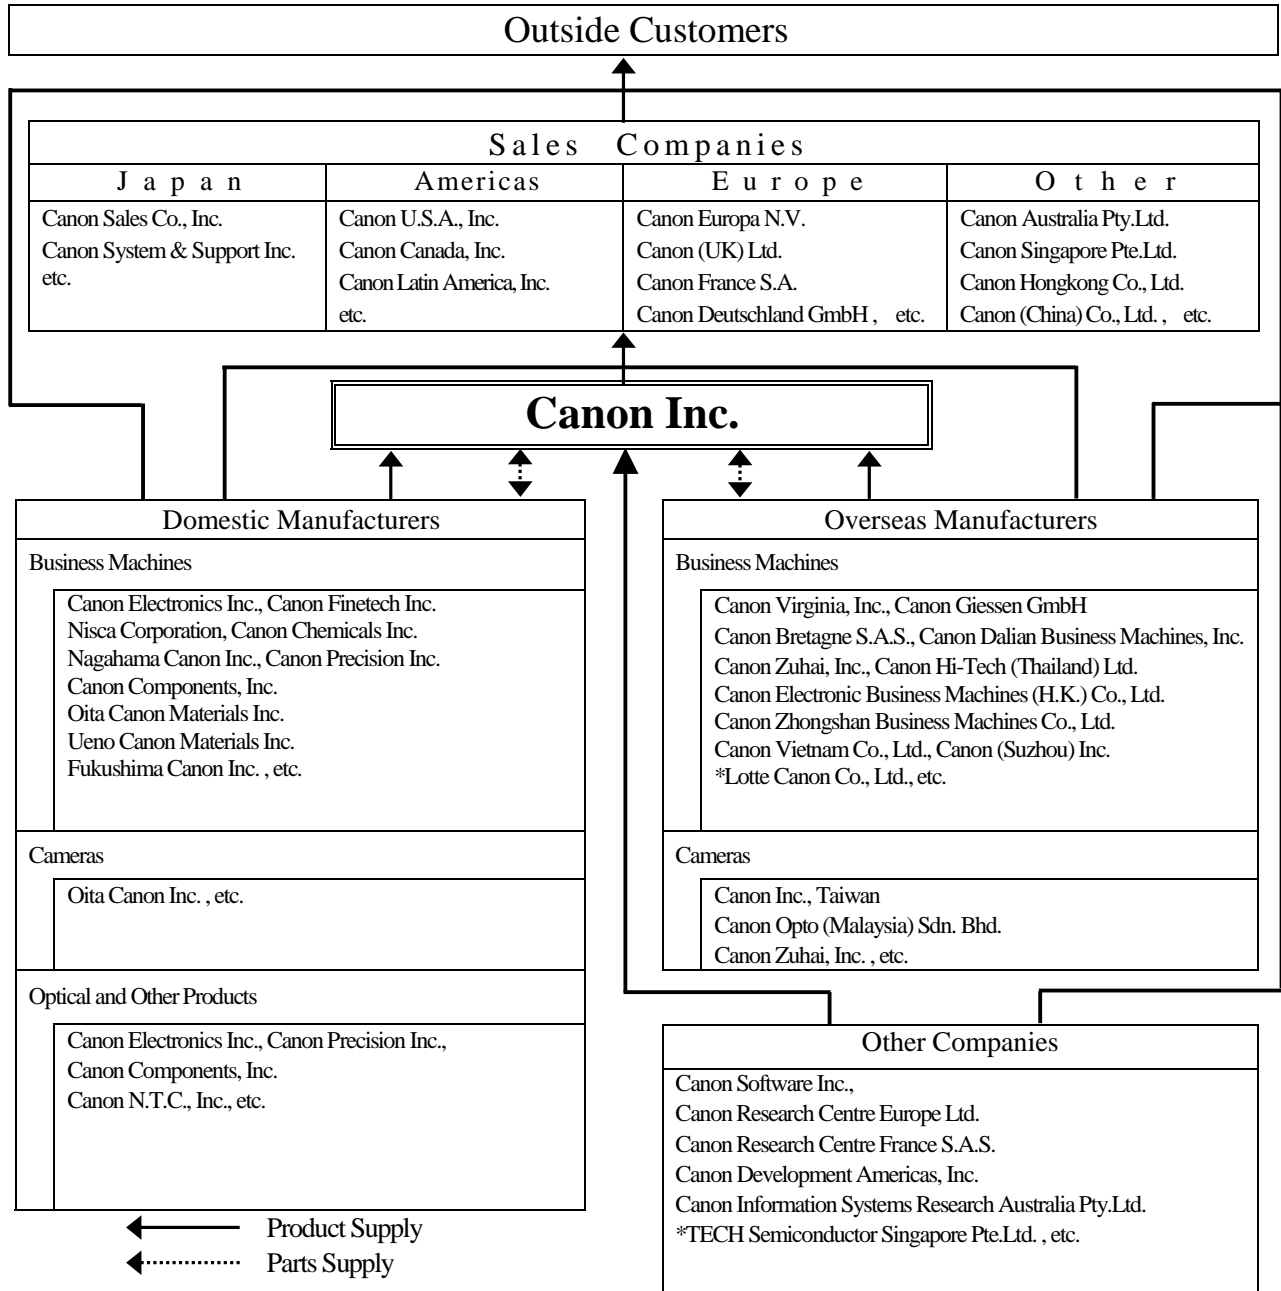 Outside Customers
Sales Companies
Japan
Americas
Europe
Other
Canon Sales Co., Inc.
Canon System & Support Inc.
etc.
Canon U.S.A., Inc.
Canon Canada, Inc.
Canon Latin America, Inc.
etc.
Canon Europa N.V.
Canon (UK) Ltd.
Canon France S.A.
Canon Deutschland GmbH , etc.
Canon Australia Pty.Ltd.
Canon Singapore Pte.Ltd.
Canon Hongkong Co., Ltd.
Canon (China) Co., Ltd. , etc.
Canon Inc.
Domestic Manufacturers
Business Machines
Canon Electronics Inc., Canon Finetech Inc.
Nisca Corporation, Canon Chemicals Inc.
Nagahama Canon Inc., Canon Precision Inc.
Canon Components, Inc.
Oita Canon Materials Inc.
Ueno Canon Materials Inc.
Fukushima Canon Inc. , etc.
Cameras
Oita Canon Inc. , etc.
Optical and Other Products
Canon Electronics Inc., Canon Precision Inc.,
Canon Components, Inc.
Canon N.T.C., Inc., etc.
Overseas Manufacturers
Business Machines
Canon Virginia, Inc., Canon Giessen GmbH
Canon Bretagne S.A.S., Canon Dalian Business Machines, Inc.
Canon Zuhai, Inc., Canon Hi-Tech (Thailand) Ltd.
Canon Electronic Business Machines (H.K.) Co., Ltd.
Canon Zhongshan Business Machines Co., Ltd.
Canon Vietnam Co., Ltd., Canon (Suzhou) Inc.
*Lotte Canon Co., Ltd., etc.
Cameras
Canon Inc., Taiwan
Canon Opto (Malaysia) Sdn. Bhd.
Canon Zuhai, Inc. , etc.
Other Companies
Canon Software Inc.,
Canon Research Centre Europe Ltd.
Canon Research Centre France S.A.S.
Canon Development Americas, Inc.
Canon Information Systems Research Australia Pty.Ltd.
*TECH Semiconductor Singapore Pte.Ltd. , etc.
Product Supply
Parts Supply